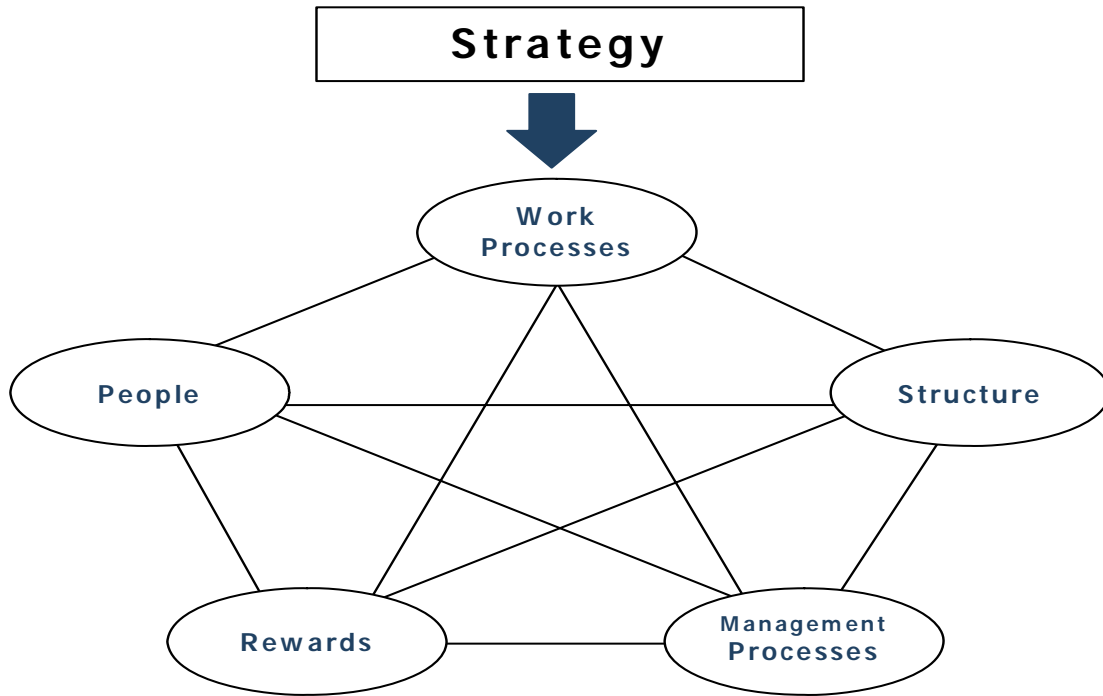 Strategy
Work
Processes
People
Structure
Rewards
Management
Processes